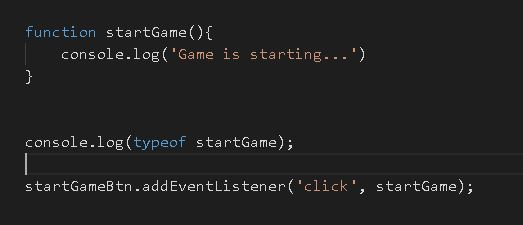 function startGame(){
    console.log('Game is starting...')
}
console.log(typeof startGame);
startGameBtn.addEventListener('click', startGame);